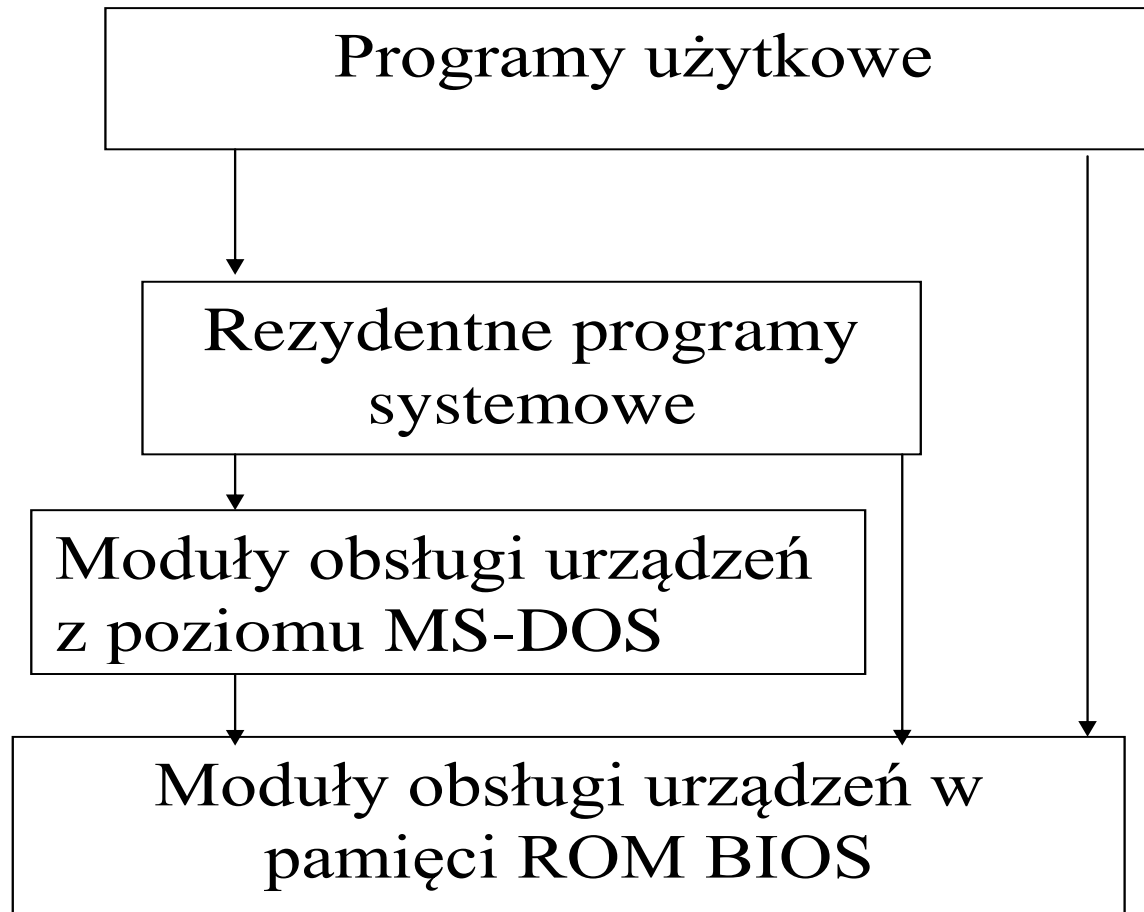 Programy użytkowe
Rezydentne programy
systemowe
Moduły obsługi urządzeń
z poziomu MS-DOS
Moduły obsługi urządzeń w
pamięci ROM BIOS